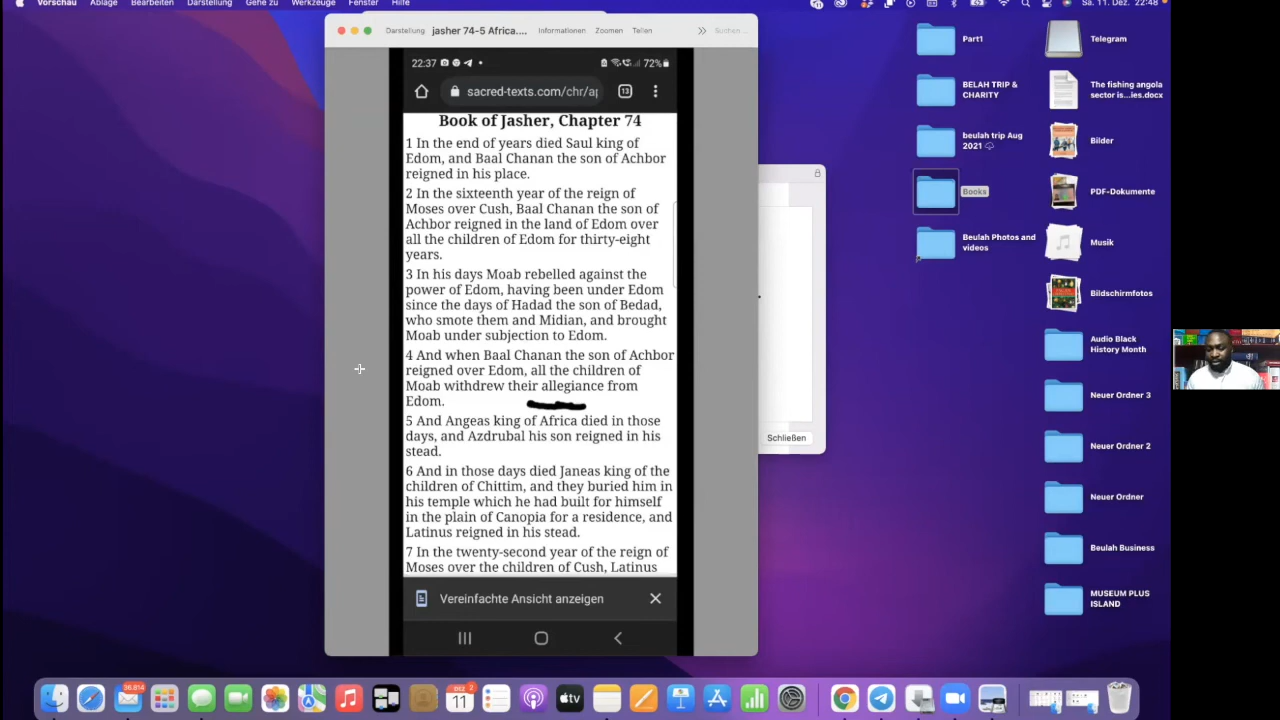 Vorschau Ablage Bearbeiten Darstellung Gehe zu Werkzeuge Fenster Hilfe
Sa. 11. Dez. 22:48
Darstellung jasher 74-5 Africa.... Informationen Zoomen Teilen Suchen
22:37
72%
sacred-texts.com/chr/ap
13
Book of Jasher, Chapter 74
1 In the end of years died Saul king of
Edom, and Baal Chanan the son of Achbor
reigned in his place.
2 In the sixteenth year of the reign of
Moses over Cush, Baal Chanan the son of
Achbor reigned in the land of Edom over
all the children of Edom for thirty-eight
years.
3 In his days Moab rebelled against the
power of Edom, having been under Edom
since the days of Hadad the son of Bedad,
who smote them and Midian, and brought
Moab under subjection to Edom.
4 And when Baal Chanan the son of Achbor
reigned over Edom, all the children of
Moab withdrew their allegiance from
Edom.
5 And Angeas king of Africa died in those
days, and Azdrubal his son reigned in his
stead.
6 And in those days died Janeas king of the
children of Chittim, and they buried him in
his temple which he had built for himself
in the plain of Canopia for a residence, and
Latinus reigned in his stead.
7 In the twenty-second year of the reign of
Moses over the children of Cush, Latinus
Vereinfachte Ansicht anzeigen
Schließen
Part1
BELAH TRIP &
CHARITY
beulah trip Aug
2021
Books
Beulah Photos and
videos
Telegram
The fishing angola
sector is...ies.docx
Bilder
PDF-Dokumente
Musik
Bildschirmfotos
Audio Black
History Month
Neuer Ordner 3
Neuer Ordner 2
Neuer Ordner
Beulah Business
MUSEUM PLUS
ISLAND
36.814
DEZ
11
tv